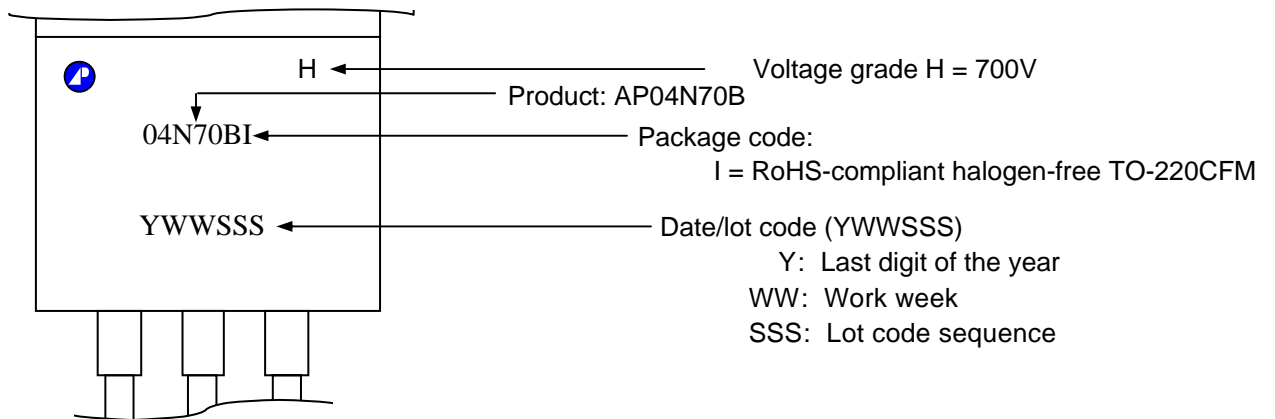 H
Voltage grade H = 700V
Product: AP04N70B
04N70BI
Package code:
I = RoHS-compliant halogen-free TO-220CFM
YWWSSS
Date/lot code (YWWSSS)
Y: Last digit of the year
WW: Work week
SSS: Lot code sequence